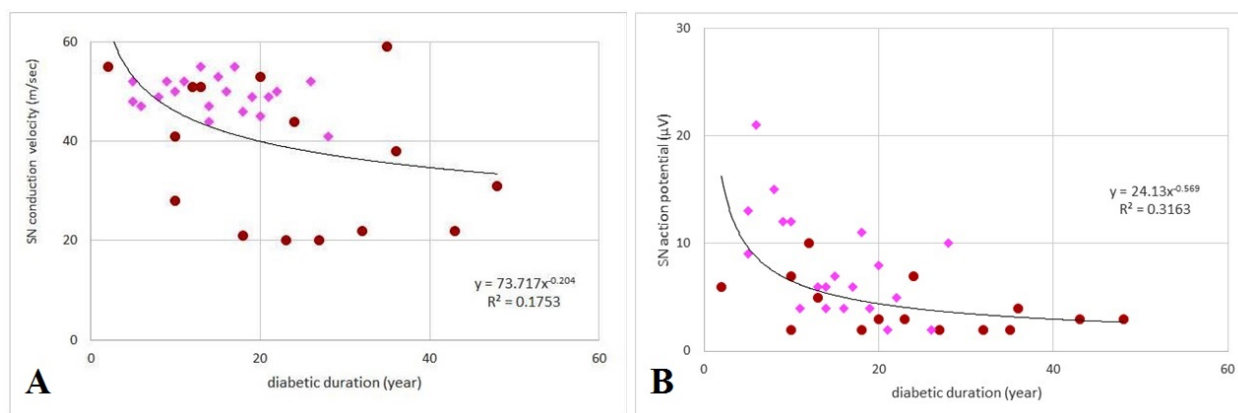 60
40
20
0
0
20
40
60
SN conduction velocity (m/sec)
diabetic duration (year)
y = 73.717x^-0.204
R² = 0.1753
A
30
20
10
0
0
20
40
60
SN action potential (μV)
diabetic duration (year)
y = 24.13x^-0.569
R² = 0.3163
B